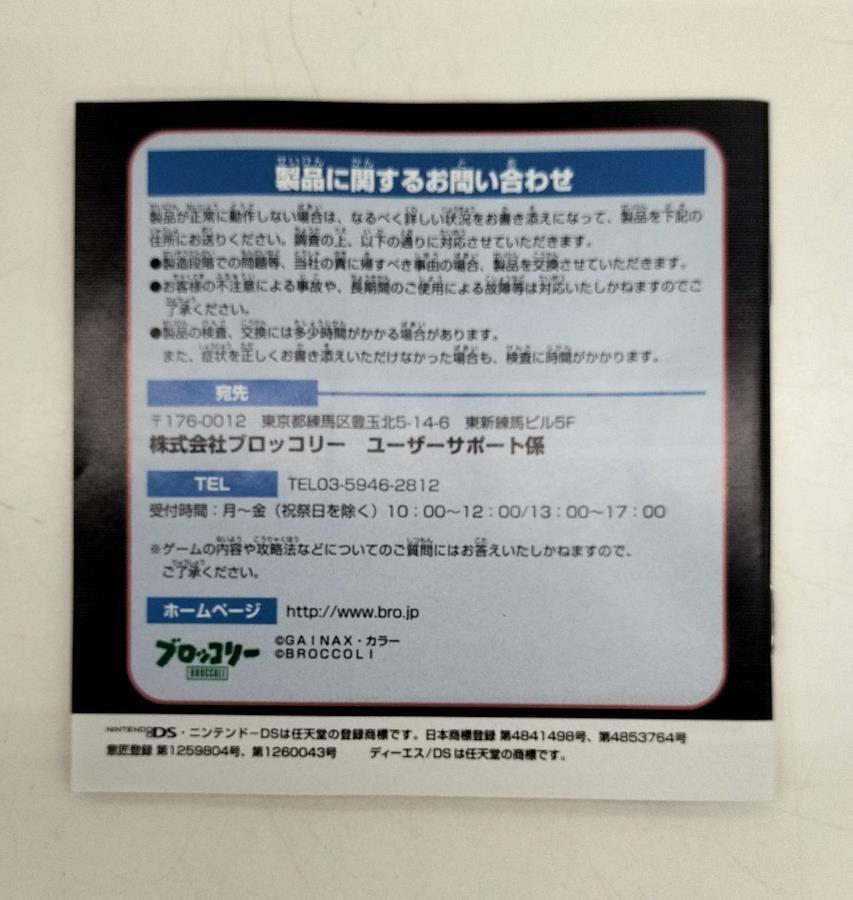 製品に関するお問い合わせ
製品が正常に動作しない場合は、なるべく詳しい状況をお書き添えになって、製品を下記の
住所にお送りください。調査の上、以下の通りに対応させていただきます。
●製造段階での問題等、当社の責に帰すべき事由の場合、製品を交換させていただきます。
●お客様の不注意による事故や、長期間のご使用による故障等は対応いたしかねますのでご
了承ください。
●製品の検査、交換には多少時間がかかる場合があります。
また、症状を正しくお書き添えいただけなかった場合も、検査に時間がかかります。
宛先
〒176-0012 東京都練馬区豊玉北5-14-6 東新練馬ビル5F
株式会社ブロッコリー ユーザーサポート係
TEL TEL03-5946-2812
受付時間：月～金（祝祭日を除く）10：00～12：00/13：00～17：00
※ゲームの内容や攻略法などについてのご質問にはお答えいたしかねますので、
ご了承ください。
ホームページ http://www.bro.jp
ブロッコリー ©GAINAX・カラー
BROCCOLI ©BROCCOLI
NINTENDO DS・ニンテンドーDSは任天堂の登録商標です。日本商標登録 第4841498号、第4853764号
意匠登録 第1259804号、第1260043号 ディーエス/DSは任天堂の商標です。